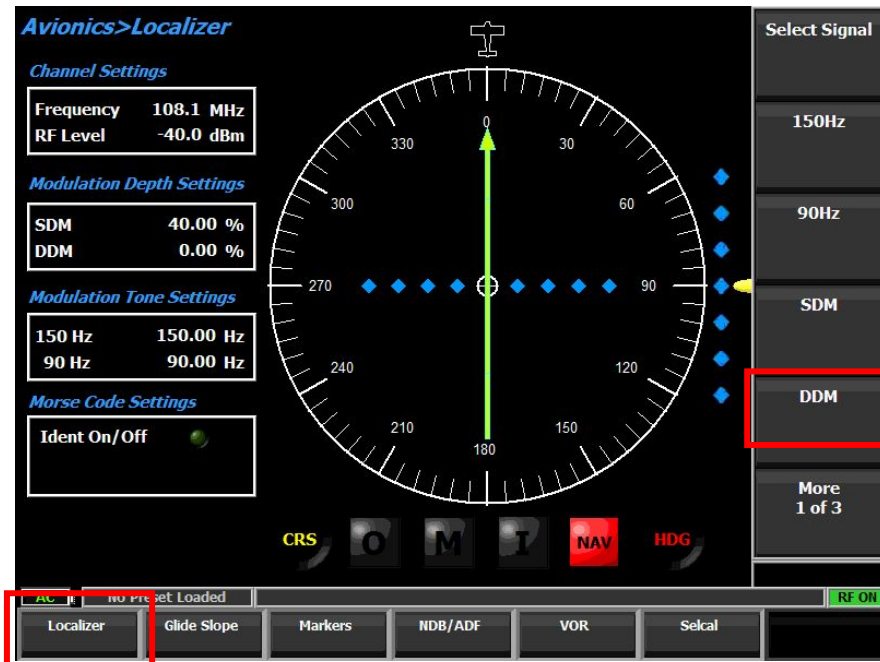 Avionics>Localizer
Channel Settings
Frequency 108.1 MHz
RF Level -40.0 dBm
Modulation Depth Settings
SDM 40.00 %
DDM 0.00 %
Modulation Tone Settings
150 Hz 150.00 Hz
90 Hz 90.00 Hz
Morse Code Settings
Ident On/Off
0
30
60
90
120
150
180
210
240
270
300
330
CRS O M I NAV HDG
Select Signal
150Hz
90Hz
SDM
DDM
More
1 of 3
AC No Preset Loaded RF ON
Localizer Glide Slope Markers NDB/ADF VOR Selcal